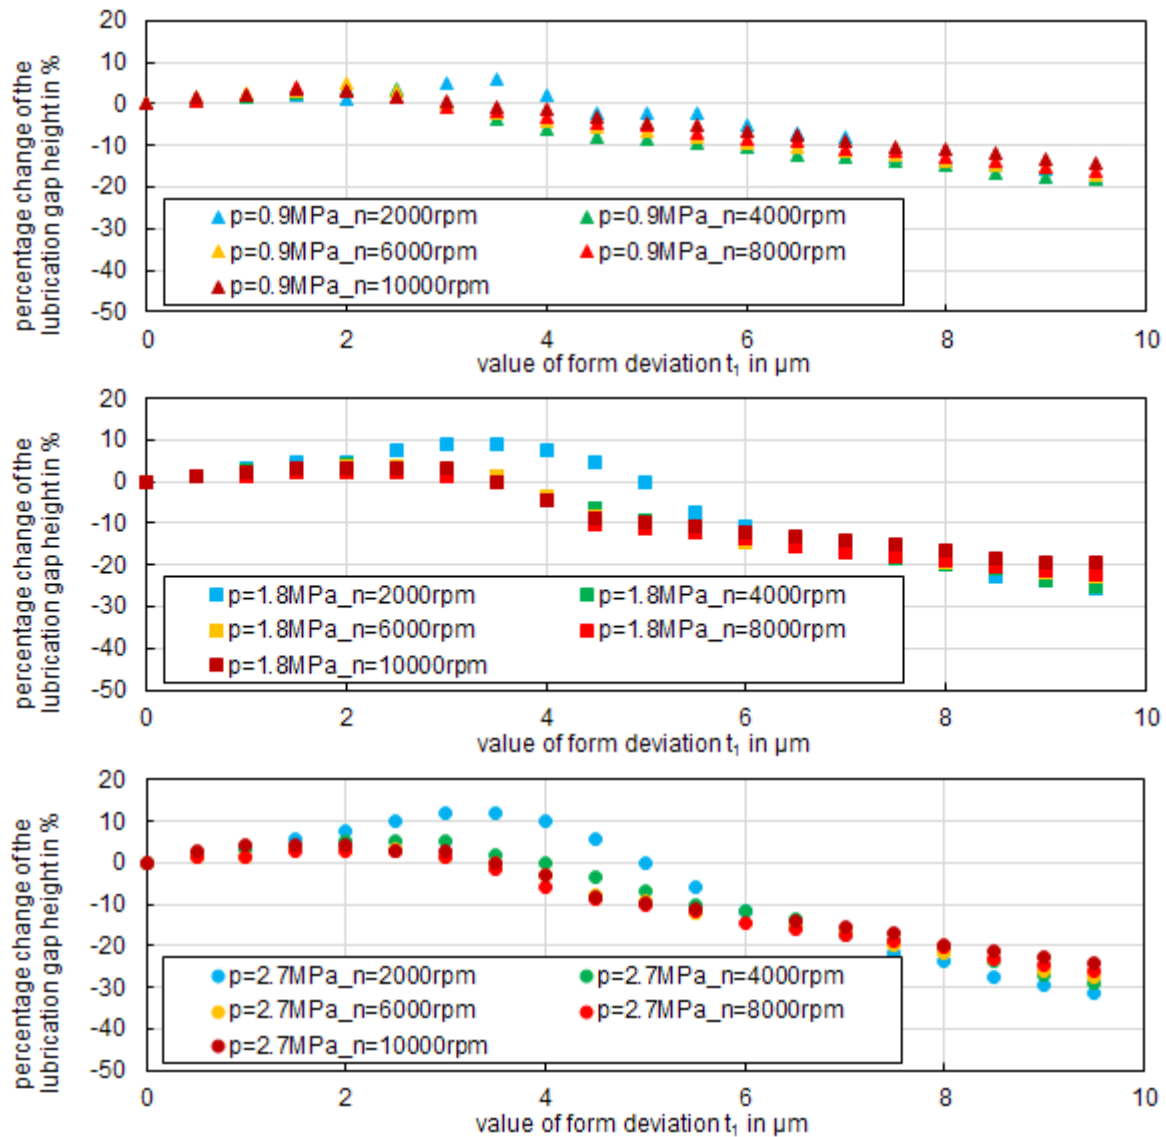 percentage change of the
lubrication gap height in %
20
10
0
-10
-20
-30
-40
-50
p=0.9MPa_n=2000rpm
p=0.9MPa_n=4000rpm
p=0.9MPa_n=6000rpm
p=0.9MPa_n=8000rpm
p=0.9MPa_n=10000rpm
0 2 4 6 8 10
value of form deviation t₁ in µm
percentage change of the
lubrication gap height in %
20
10
0
-10
-20
-30
-40
-50
p=1.8MPa_n=2000rpm
p=1.8MPa_n=4000rpm
p=1.8MPa_n=6000rpm
p=1.8MPa_n=8000rpm
p=1.8MPa_n=10000rpm
0 2 4 6 8 10
value of form deviation t₁ in µm
percentage change of the
lubrication gap height in %
20
10
0
-10
-20
-30
-40
-50
p=2.7MPa_n=2000rpm
p=2.7MPa_n=4000rpm
p=2.7MPa_n=6000rpm
p=2.7MPa_n=8000rpm
p=2.7MPa_n=10000rpm
0 2 4 6 8 10
value of form deviation t₁ in µm